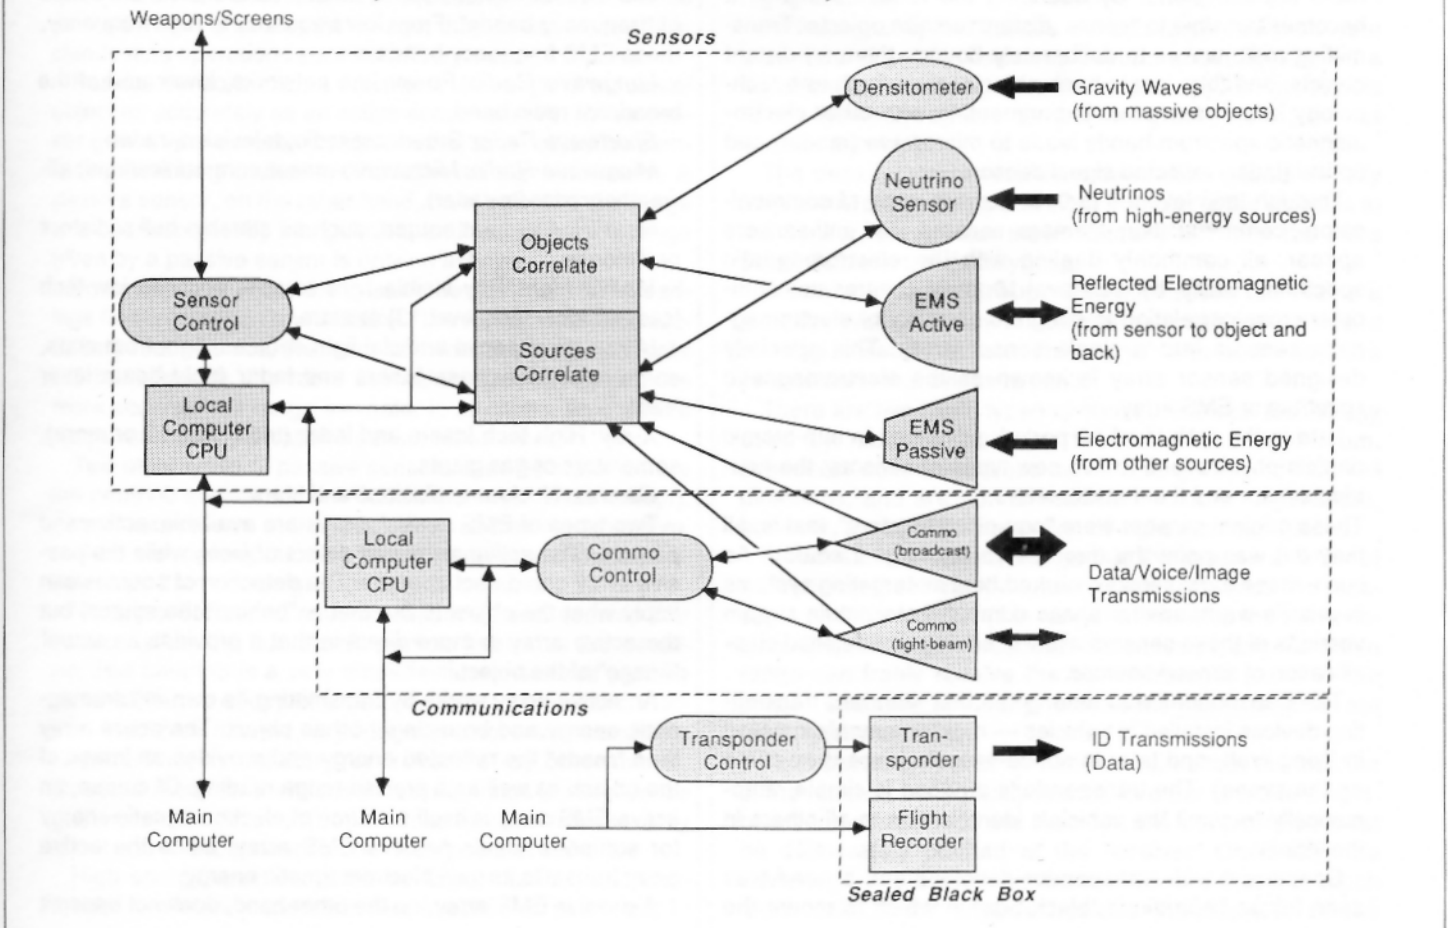 Weapons/Screens
Sensors
Densitometer
Gravity Waves
(from massive objects)
Neutrino
Sensor
Neutrinos
(from high-energy sources)
Objects
Correlate
Sources
Correlate
Sensor
Control
EMS
Active
Reflected Electromagnetic
Energy
(from sensor to object and
back)
Local
Computer
CPU
EMS
Passive
Electromagnetic Energy
(from other sources)
Local
Computer
CPU
Commo
Control
Commo
(broadcast)
Data/Voice/Image
Transmissions
Commo
(tight-beam)
Communications
Transponder
Control
Tran-
sponder
ID Transmissions
(Data)
Main
Computer
Main
Computer
Main
Computer
Flight
Recorder
Sealed Black Box